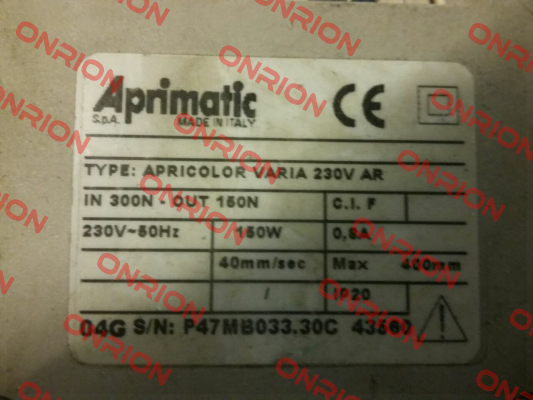 Aprimatic
S.p.A. MADE IN ITALY
CE
TYPE: APRICOLOR VARIA 230V AR
IN 300N OUT 150N C.I. F
230V~50Hz 150W 0,6A
40mm/sec Max 400mm
/ IP20
04G S/N: P47MB033.30C 43560
ONRION